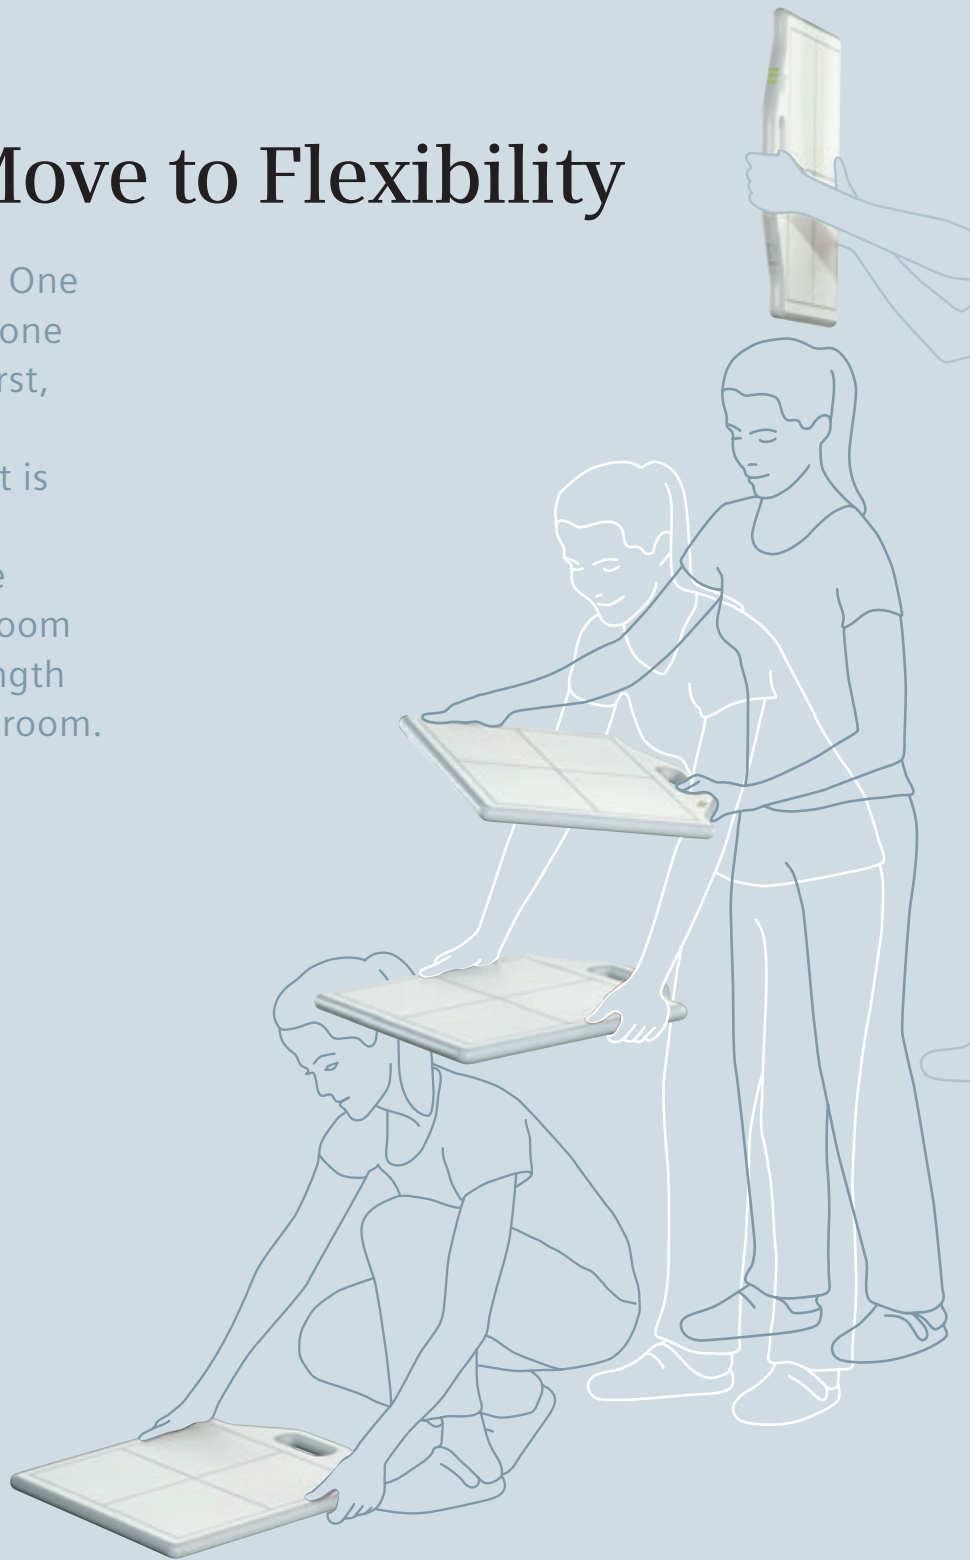 Move to Flexibility
One
one
rst,
t is
e
oom
ngth
room.